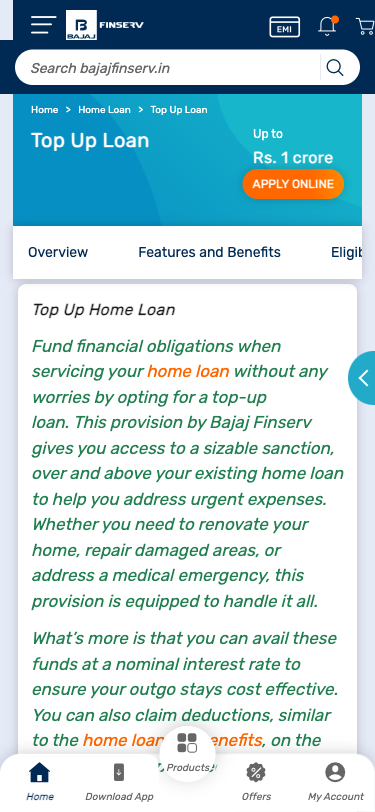 BAJAJ FINSERV EMI
Search bajajfinserv.in
Home > Home Loan > Top Up Loan
Top Up Loan
Up to
Rs. 1 crore
APPLY ONLINE
Overview Features and Benefits Eligib
Top Up Home Loan
Fund financial obligations when
servicing your home loan without any
worries by opting for a top-up
loan. This provision by Bajaj Finserv
gives you access to a sizable sanction,
over and above your existing home loan
to help you address urgent expenses.
Whether you need to renovate your
home, repair damaged areas, or
address a medical emergency, this
provision is equipped to handle it all.
What's more is that you can avail these
funds at a nominal interest rate to
ensure your outgo stays cost effective.
You can also claim deductions, similar
to the home loan benefits, on the
Home Download App Products Offers My Account